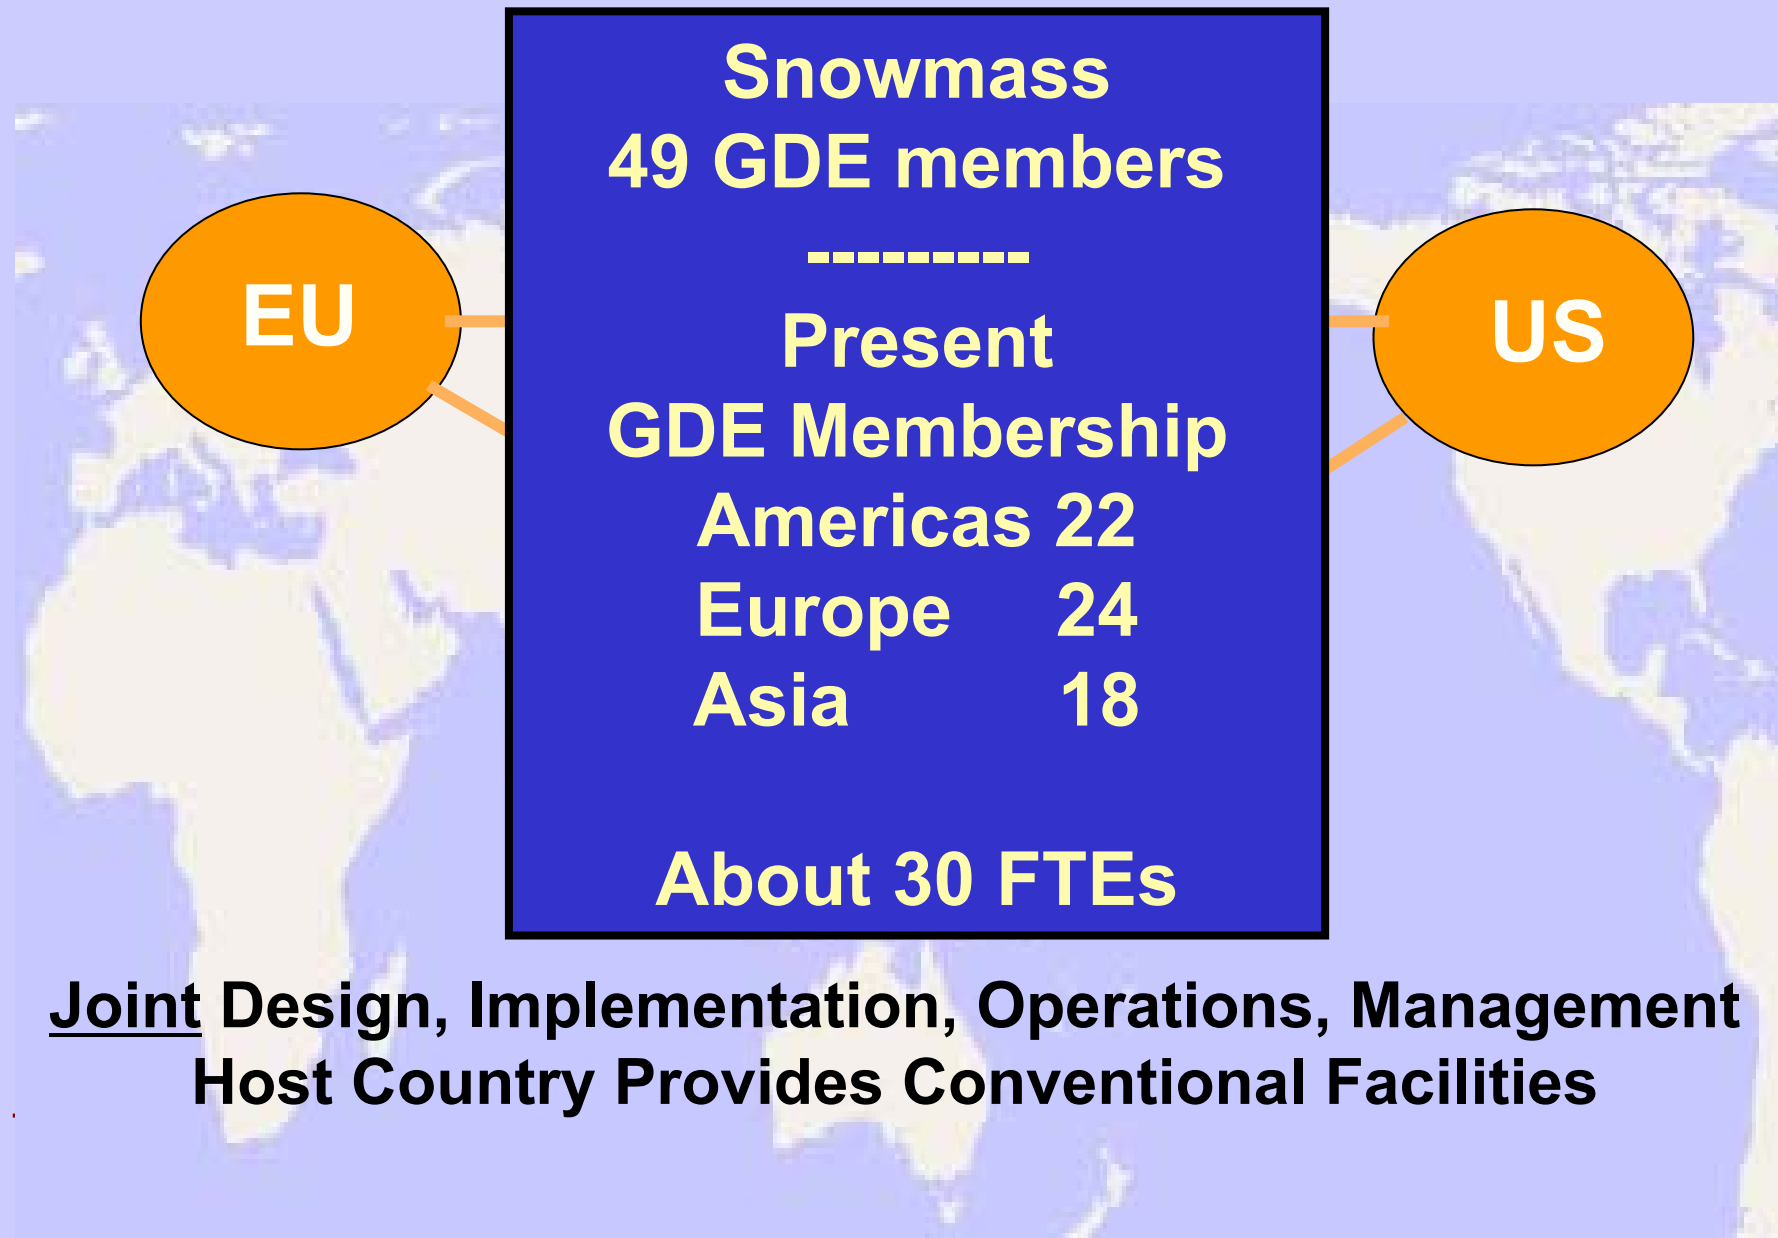 Snowmass
49 GDE members
---------
Present
GDE Membership
Americas 22
Europe 24
Asia 18
About 30 FTEs
EU
US
Joint Design, Implementation, Operations, Management
Host Country Provides Conventional Facilities